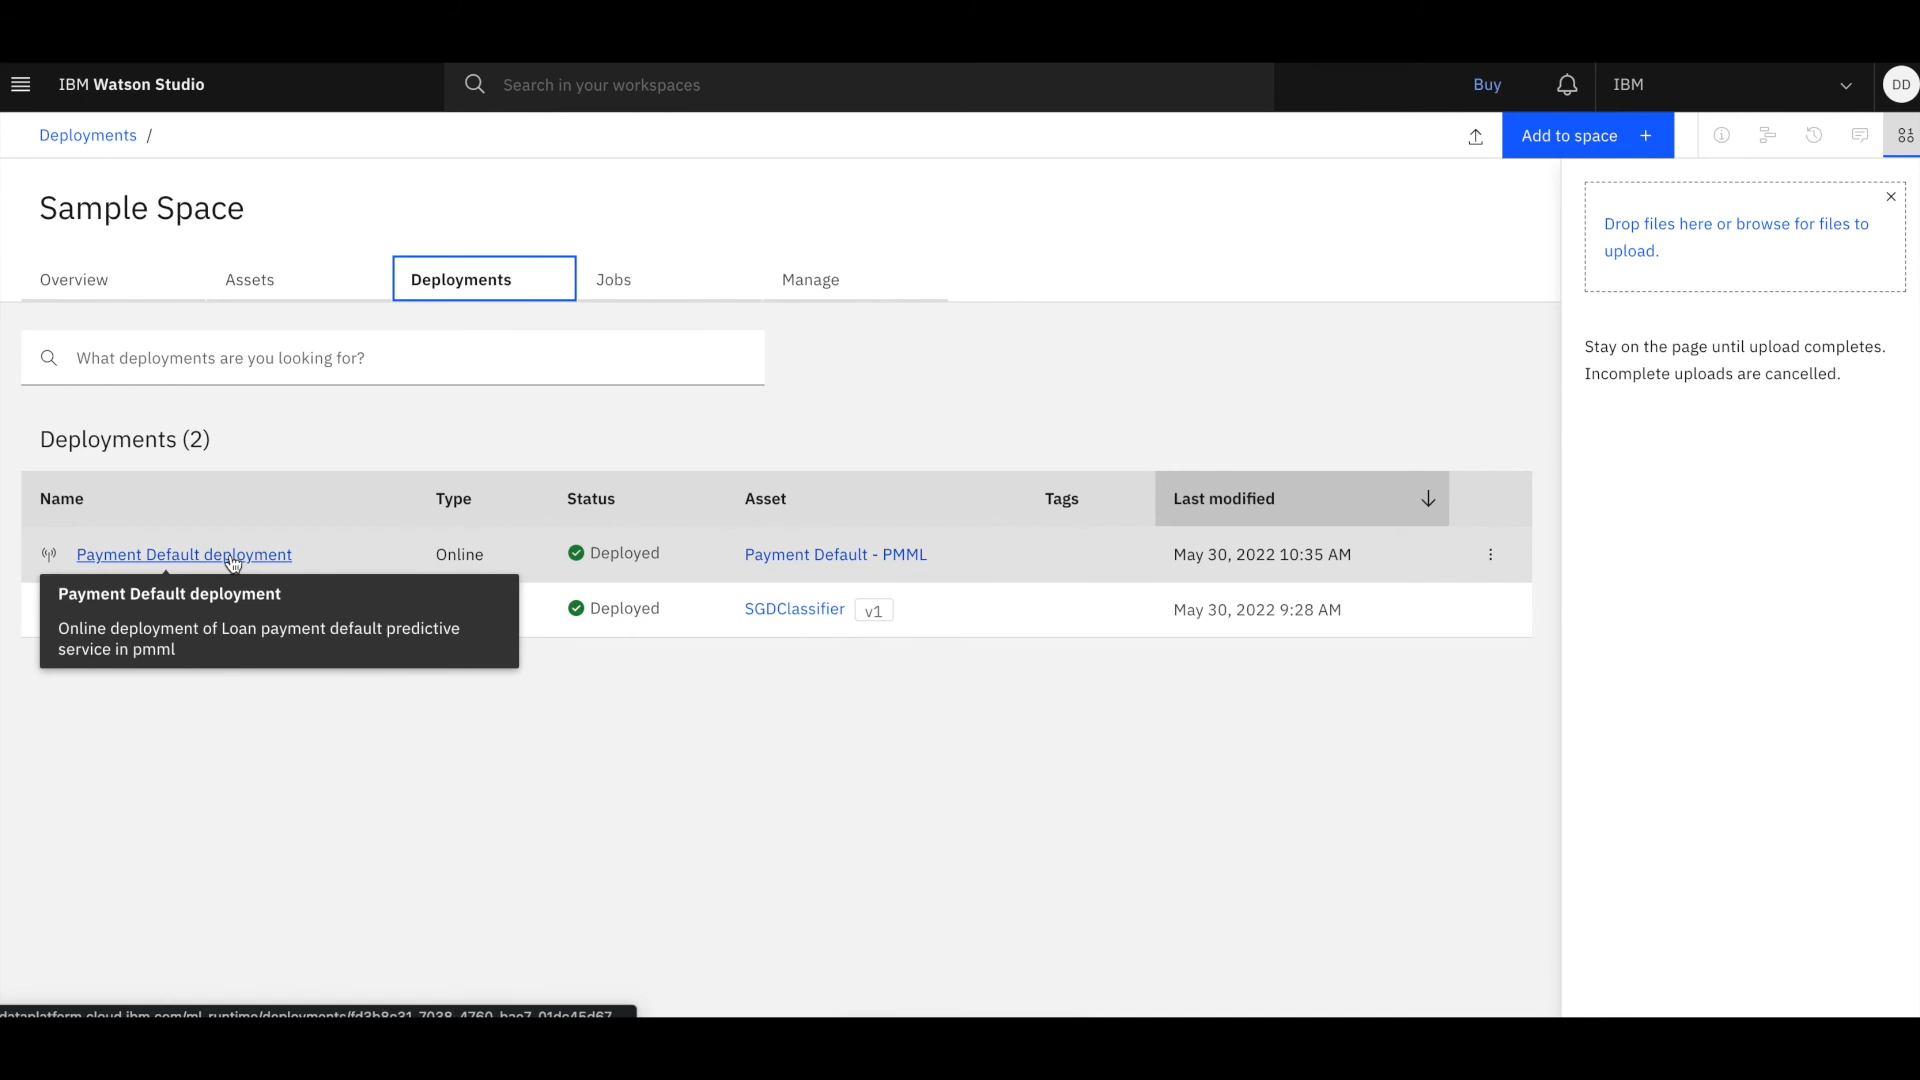 IBM Watson Studio
Search in your workspaces
Buy
IBM
DD
Deployments /
Add to space +
Sample Space
Overview
Assets
Deployments
Jobs
Manage
Drop files here or browse for files to
upload.
Stay on the page until upload completes.
Incomplete uploads are cancelled.
What deployments are you looking for?
Deployments (2)
Name Type Status Asset Tags Last modified
Payment Default deployment Online Deployed Payment Default - PMML May 30, 2022 10:35 AM
Payment Default deployment
Online deployment of Loan payment default predictive
service in pmml
Deployed SGDClassifier v1 May 30, 2022 9:28 AM